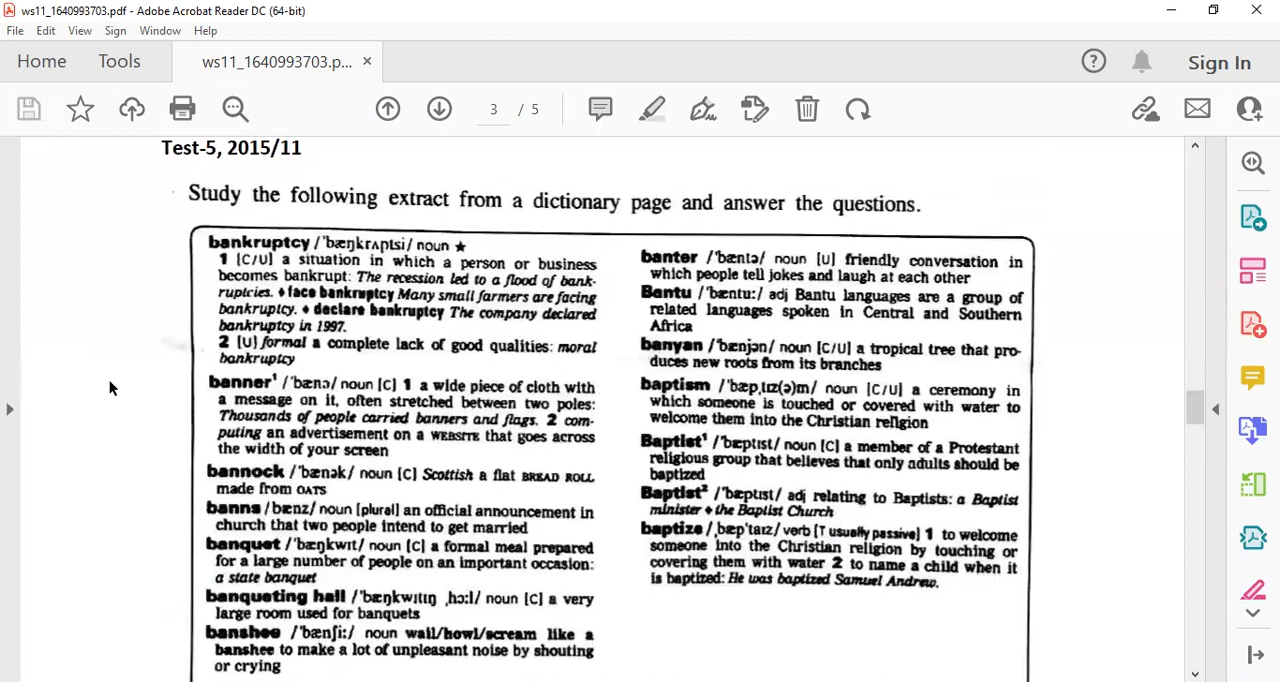 ws11_1640993703.pdf - Adobe Acrobat Reader DC (64-bit)
File Edit View Sign Window Help
Home Tools ws11_1640993703.p... × Sign In
3 / 5
Test-5, 2015/11
Study the following extract from a dictionary page and answer the questions.
bankruptcy /ˈbæŋkrʌptsi/ noun ★
1 [C/U] a situation in which a person or business
becomes bankrupt: The recession led to a flood of bank-
ruptcies. ♦ face bankruptcy Many small farmers are facing
bankruptcy. ♦ declare bankruptcy The company declared
bankruptcy in 1997.
2 [U] formal a complete lack of good qualities: moral
bankruptcy
banner¹ /ˈbænə/ noun [C] 1 a wide piece of cloth with
a message on it, often stretched between two poles:
Thousands of people carried banners and flags. 2 com-
puting an advertisement on a WEBSITE that goes across
the width of your screen
bannock /ˈbænək/ noun [C] Scottish a flat BREAD ROLL
made from OATS
banns /bænz/ noun [plural] an official announcement in
church that two people intend to get married
banquet /ˈbæŋkwɪt/ noun [C] a formal meal prepared
for a large number of people on an important occasion:
a state banquet
banqueting hall /ˈbæŋkwɪtɪŋ ˌhɔːl/ noun [C] a very
large room used for banquets
banshee /ˈbænʃiː/ noun wail/howl/scream like a
banshee to make a lot of unpleasant noise by shouting
or crying
banter /ˈbæntə/ noun [U] friendly conversation in
which people tell jokes and laugh at each other
Bantu /ˈbæntuː/ adj Bantu languages are a group of
related languages spoken in Central and Southern
Africa
banyan /ˈbænjən/ noun [C/U] a tropical tree that pro-
duces new roots from its branches
baptism /ˈbæpˌtɪz(ə)m/ noun [C/U] a ceremony in
which someone is touched or covered with water to
welcome them into the Christian religion
Baptist¹ /ˈbæptɪst/ noun [C] a member of a Protestant
religious group that believes that only adults should be
baptized
Baptist² /ˈbæptɪst/ adj relating to Baptists: a Baptist
minister ♦ the Baptist Church
baptize /ˌbæpˈtaɪz/ verb [T usually passive] 1 to welcome
someone into the Christian religion by touching or
covering them with water 2 to name a child when it
is baptized: He was baptized Samuel Andrew.